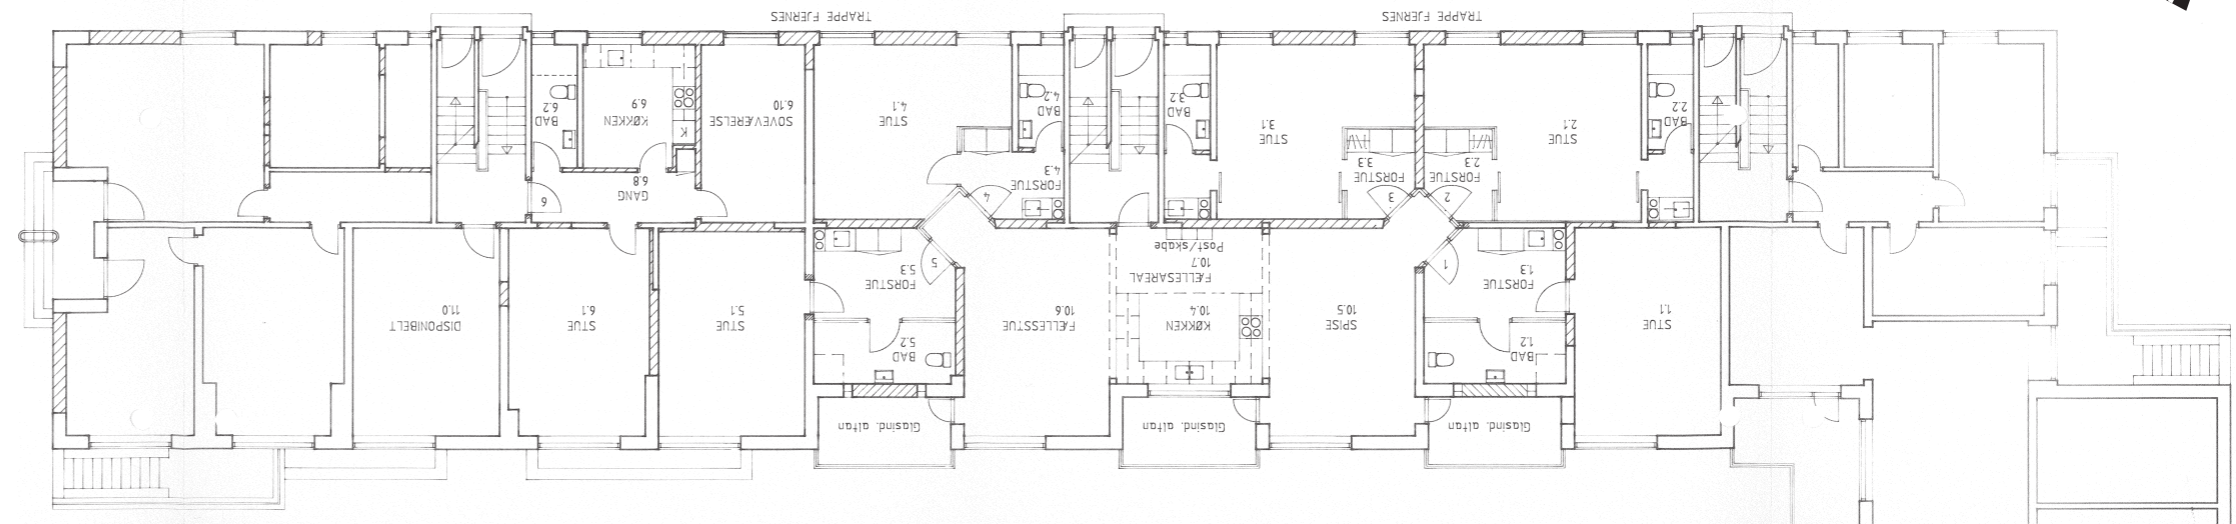 Glasind. altan
Glasind. altan
Glasind. altan
BAD
1.2
BAD
5.2
STUE
1.1
SPISE
10.5
KØKKEN
10.4
FÆLLESSTUE
10.6
STUE
5.1
STUE
6.1
DISPONIBELT
11.0
FORSTUE
1.3
1
FÆLLESAREAL
10.7
Post/skabe
5
FORSTUE
5.3
2
3
4
6
FORSTUE
2.3
FORSTUE
3.3
FORSTUE
4.3
GANG
6.8
STUE
2.1
STUE
3.1
K
BAD
2.2
BAD
3.2
BAD
4.2
STUE
4.1
SOVEVÆRELSE
6.10
KØKKEN
6.9
BAD
6.2
TRAPPE FJERNES
TRAPPE FJERNES